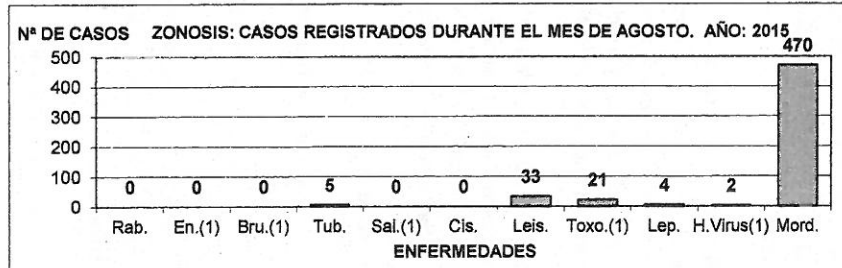 Nª DE CASOS ZONOSIS: CASOS REGISTRADOS DURANTE EL MES DE AGOSTO. AÑO: 2015
470
500
400
300
200
100
0
0 0 0 5 0 0 33 21 4 2
Rab. En.(1) Bru.(1) Tub. Sal.(1) Cis. Leis. Toxo.(1) Lep. H.Virus(1) Mord.
ENFERMEDADES